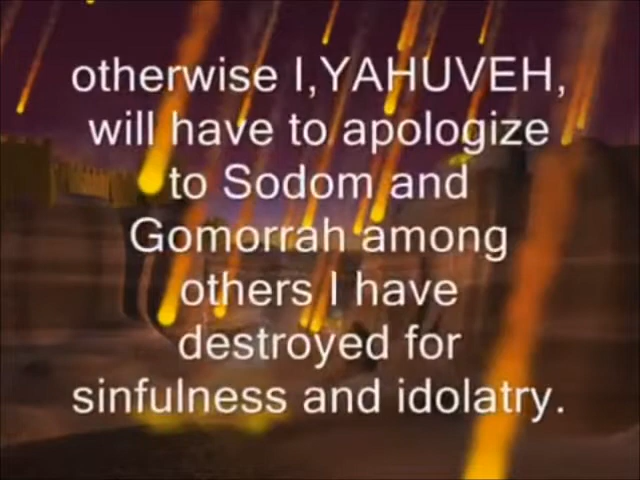 otherwise I,YAHUVEH,
will have to apologize
to Sodom and
Gomorrah among
others I have
destroyed for
sinfulness and idolatry.